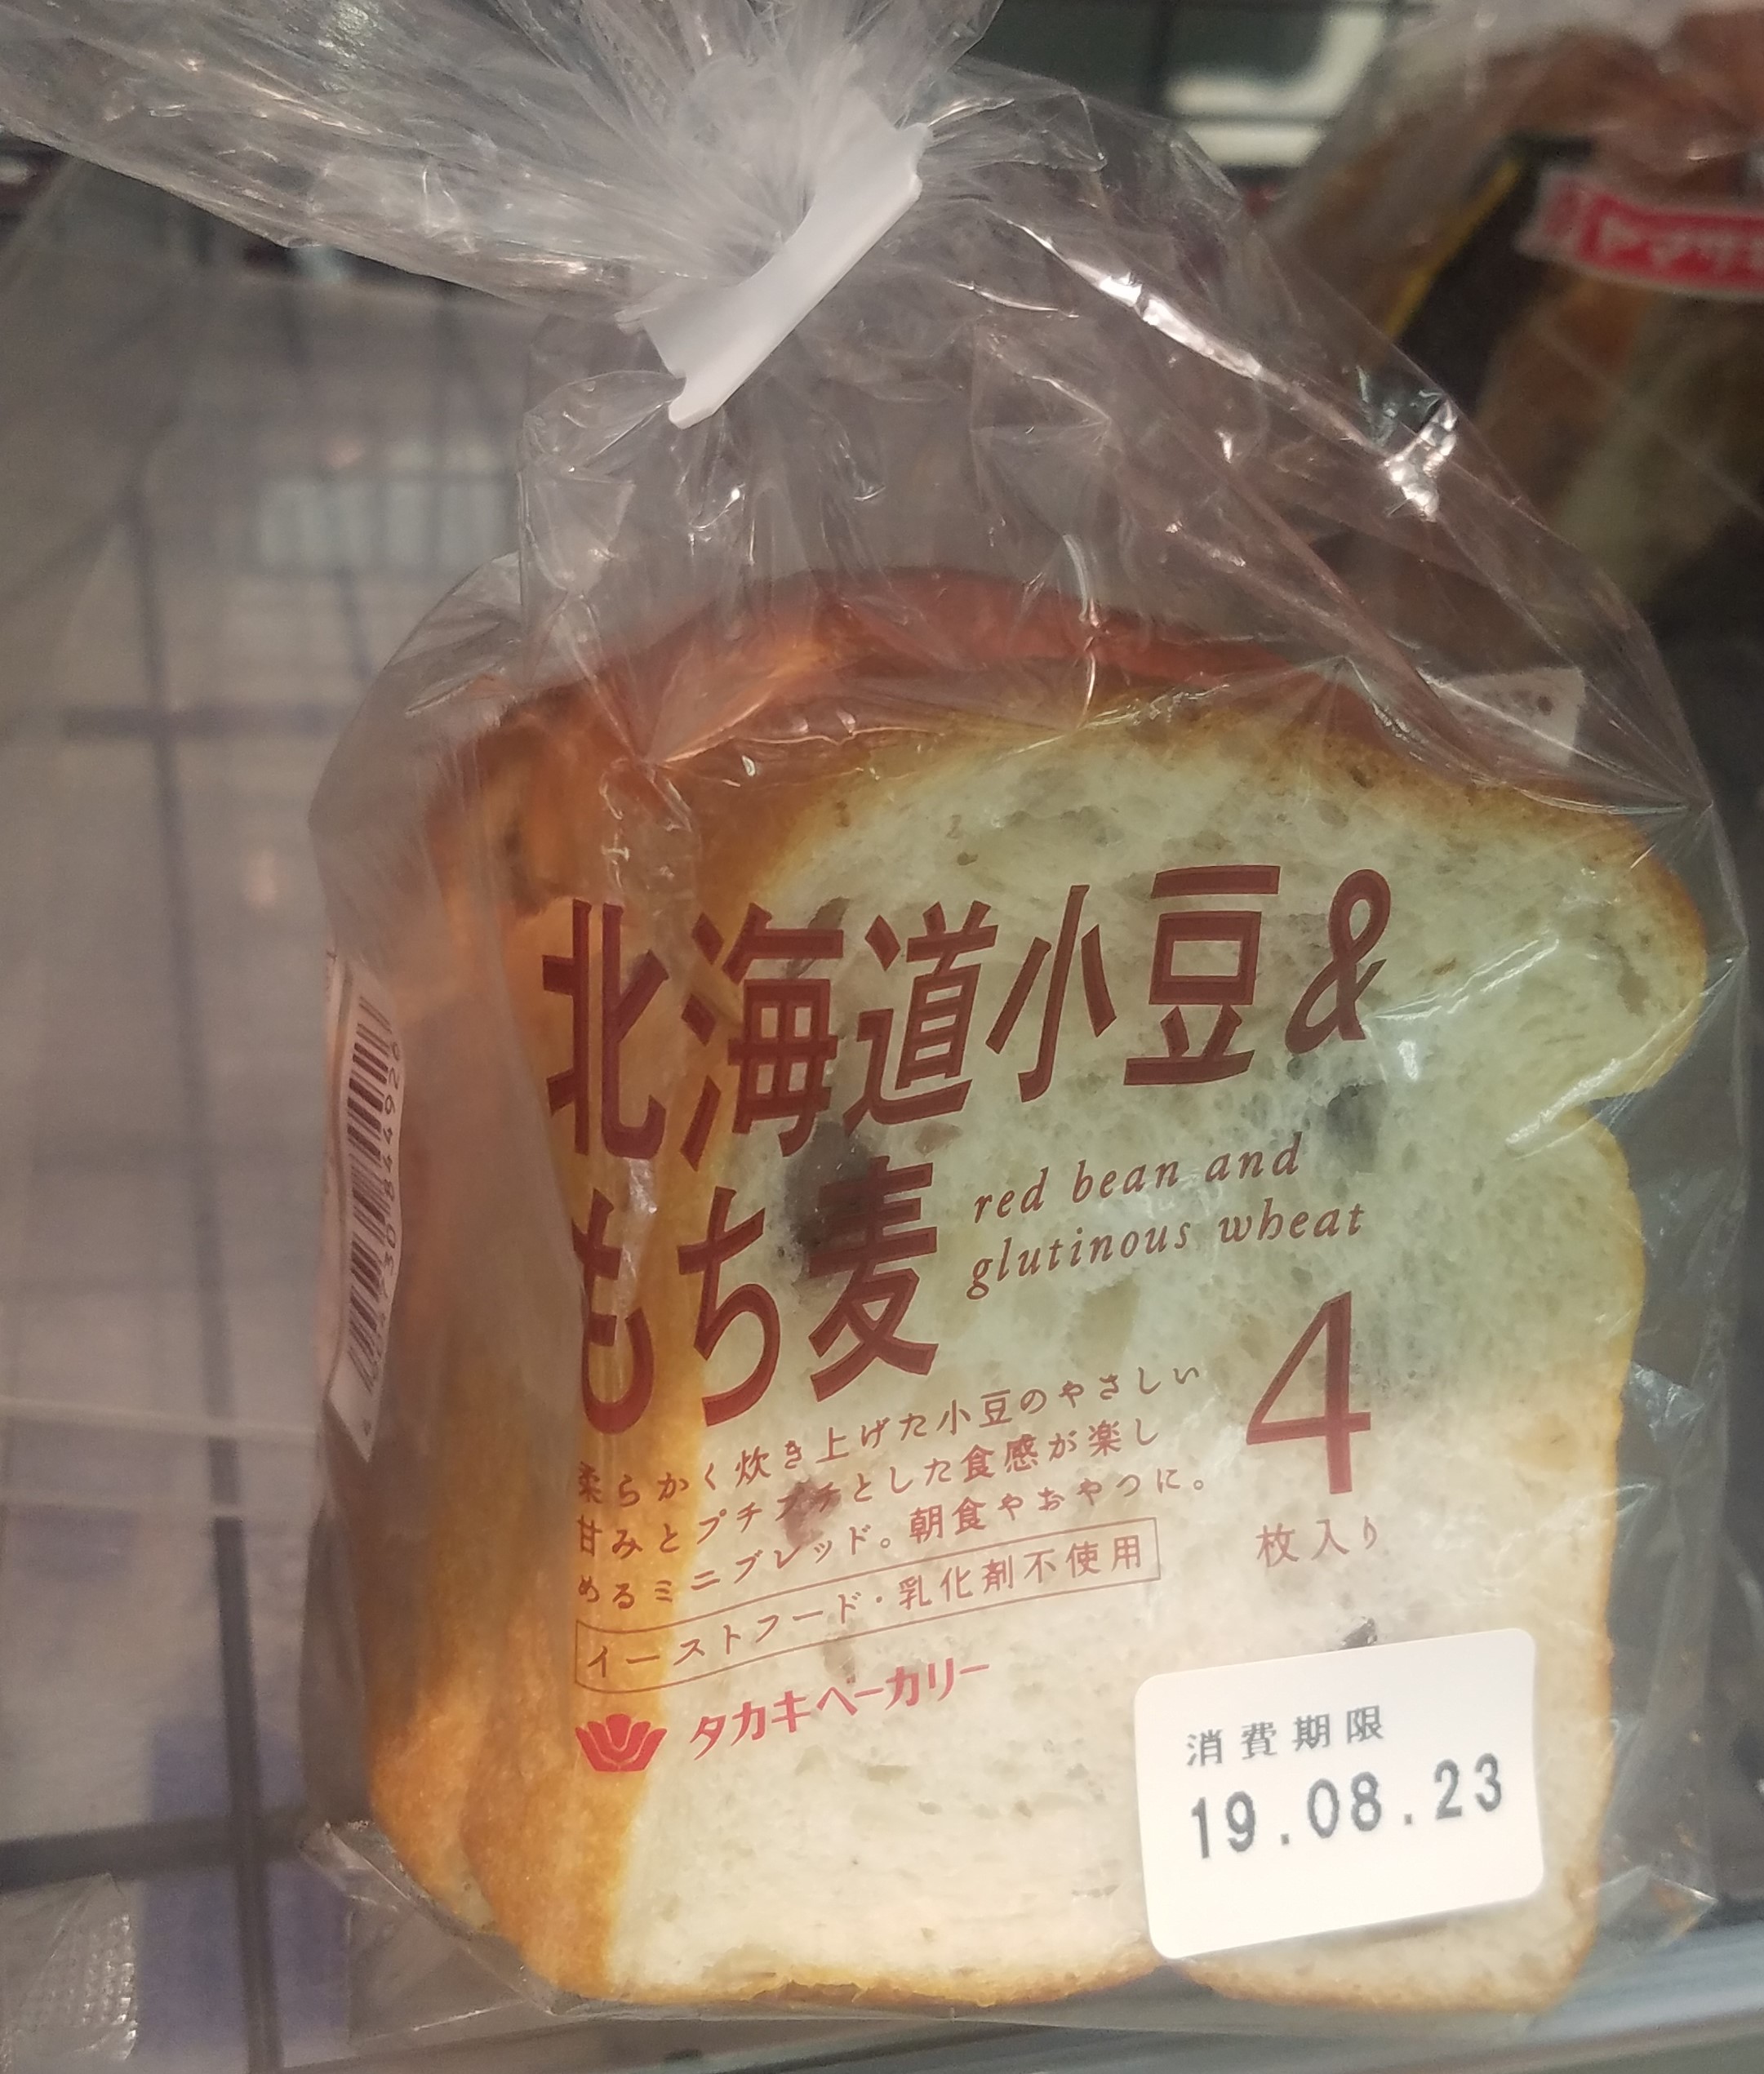 北海道小豆&
もち麦
red bean and
glutinous wheat
柔らかく炊き上げた小豆のやさしい
甘みとプチプチとした食感が楽し
めるミニブレッド。朝食やおやつに。
4
枚入り
イーストフード・乳化剤不使用
タカキベーカリー
消費期限
19.08.23